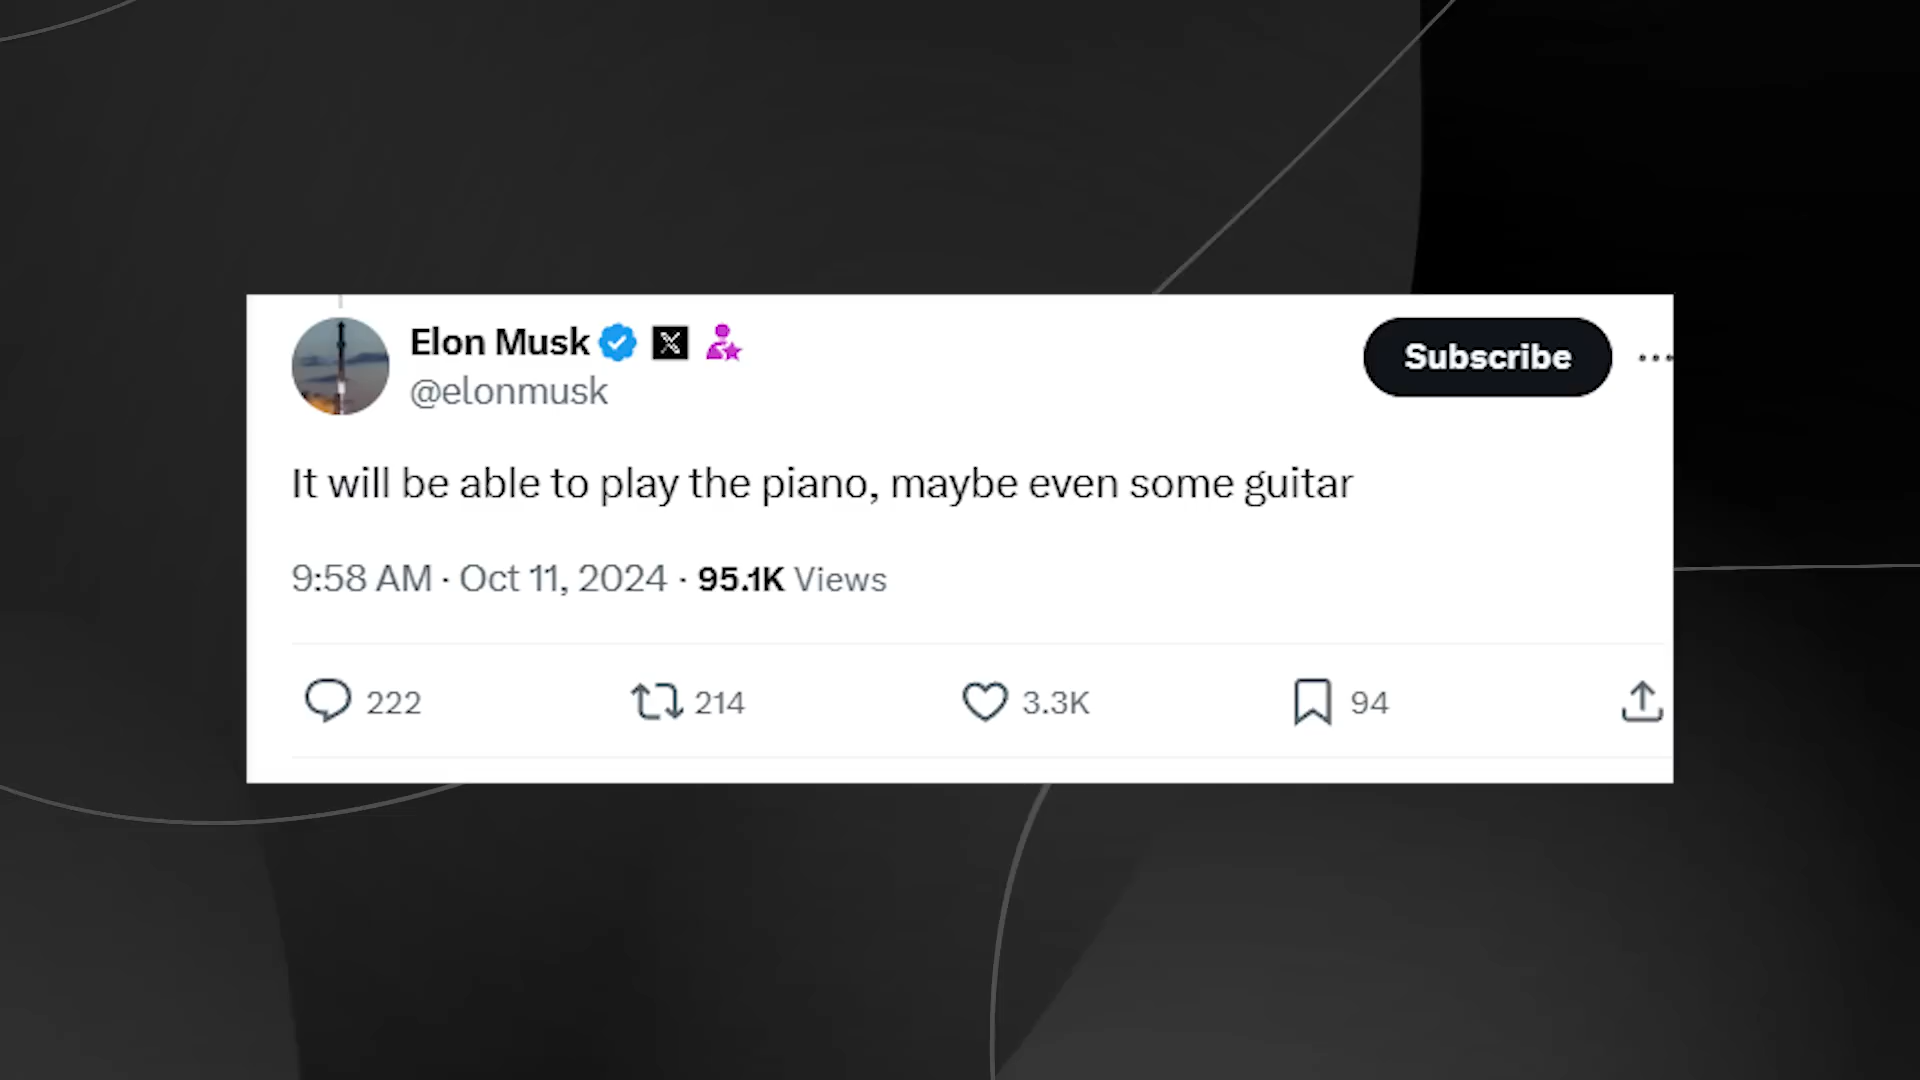 Elon Musk
Subscribe
@elonmusk
It will be able to play the piano, maybe even some guitar
9:58 AM · Oct 11, 2024 · 95.1K Views
222 214 3.3K 94